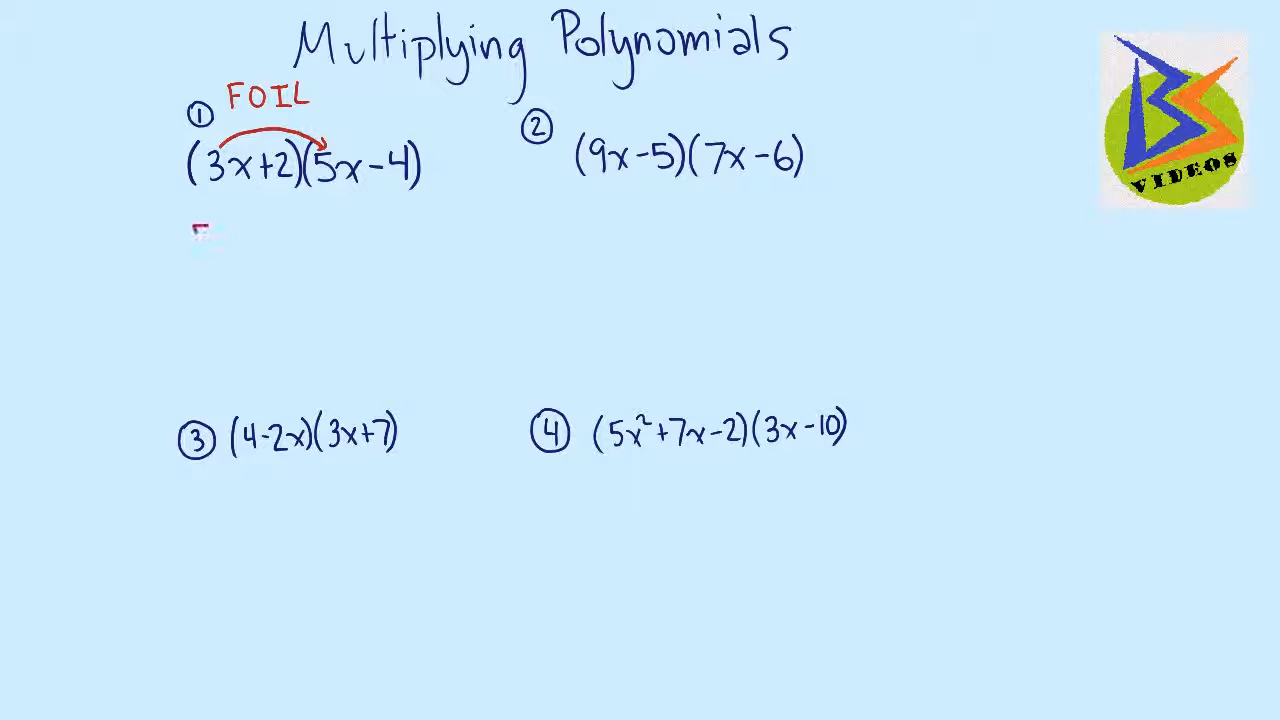 Multiplying Polynomials
① FOIL
(3x+2)(5x-4)
② (9x-5)(7x-6)
③ (4-2x)(3x+7)
④ (5x²+7x-2)(3x-10)
BS
VIDEOS